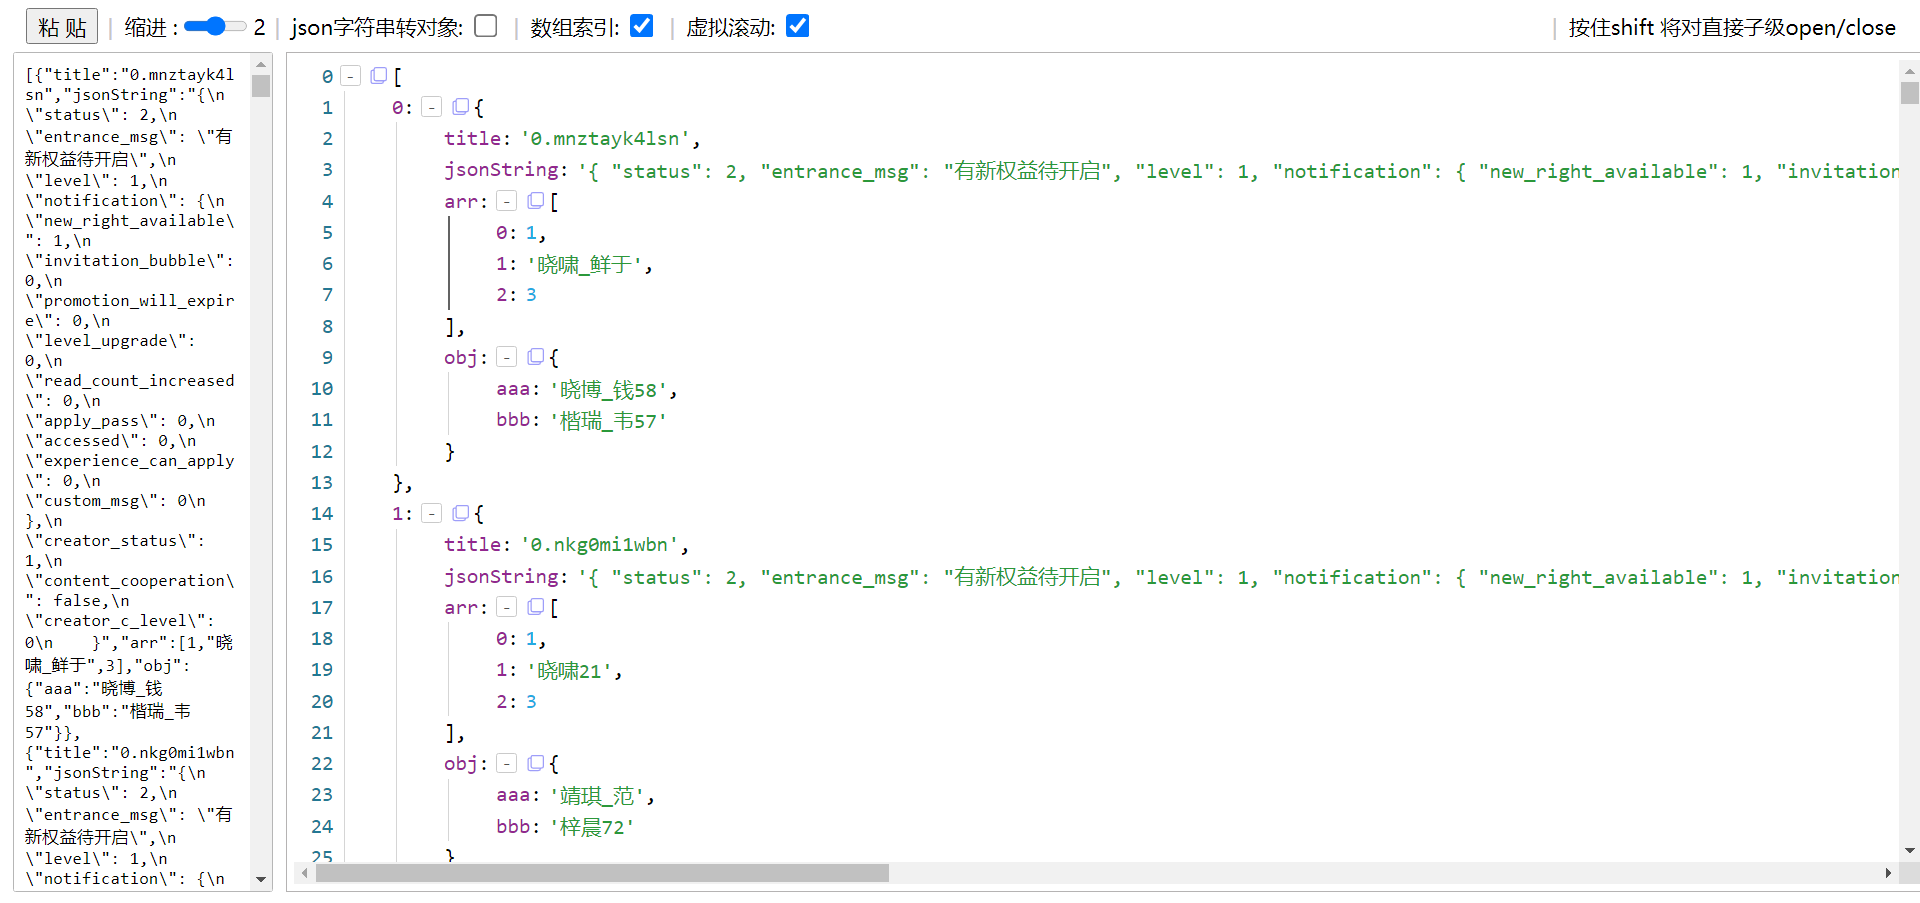 粘 贴 | 缩进 : 2 | json字符串转对象: | 数组索引: | 虚拟滚动: | 按住shift 将对直接子级open/close
[{"title":"0.mnztayk4l
sn","jsonString":"{\n
\"status\": 2,\n
\"entrance_msg\": \"有
新权益待开启\",\n
\"level\": 1,\n
\"notification\": {\n
\"new_right_available\
": 1,\n
\"invitation_bubble\":
0,\n
\"promotion_will_expir
e\": 0,\n
\"level_upgrade\":
0,\n
\"read_count_increased
\": 0,\n
\"apply_pass\": 0,\n
\"accessed\": 0,\n
\"experience_can_apply
\": 0,\n
\"custom_msg\": 0\n
},\n
\"creator_status\":
1,\n
\"content_cooperation\
": false,\n
\"creator_c_level\":
0\n    }","arr":[1,"晓
啸_鲜于",3],"obj":
{"aaa":"晓博_钱
58","bbb":"楷瑞_韦
57"}},
{"title":"0.nkg0mi1wbn
","jsonString":"{\n
\"status\": 2,\n
\"entrance_msg\": \"有
新权益待开启\",\n
\"level\": 1,\n
\"notification\": {\n
0 - [
1 0: - {
2 title: '0.mnztayk4lsn',
3 jsonString: '{ "status": 2, "entrance_msg": "有新权益待开启", "level": 1, "notification": { "new_right_available": 1, "invitation
4 arr: - [
5 0: 1,
6 1: '晓啸_鲜于',
7 2: 3
8 ],
9 obj: - {
10 aaa: '晓博_钱58',
11 bbb: '楷瑞_韦57'
12 }
13 },
14 1: - {
15 title: '0.nkg0mi1wbn',
16 jsonString: '{ "status": 2, "entrance_msg": "有新权益待开启", "level": 1, "notification": { "new_right_available": 1, "invitation
17 arr: - [
18 0: 1,
19 1: '晓啸21',
20 2: 3
21 ],
22 obj: - {
23 aaa: '靖琪_范',
24 bbb: '梓晨72'
25 }